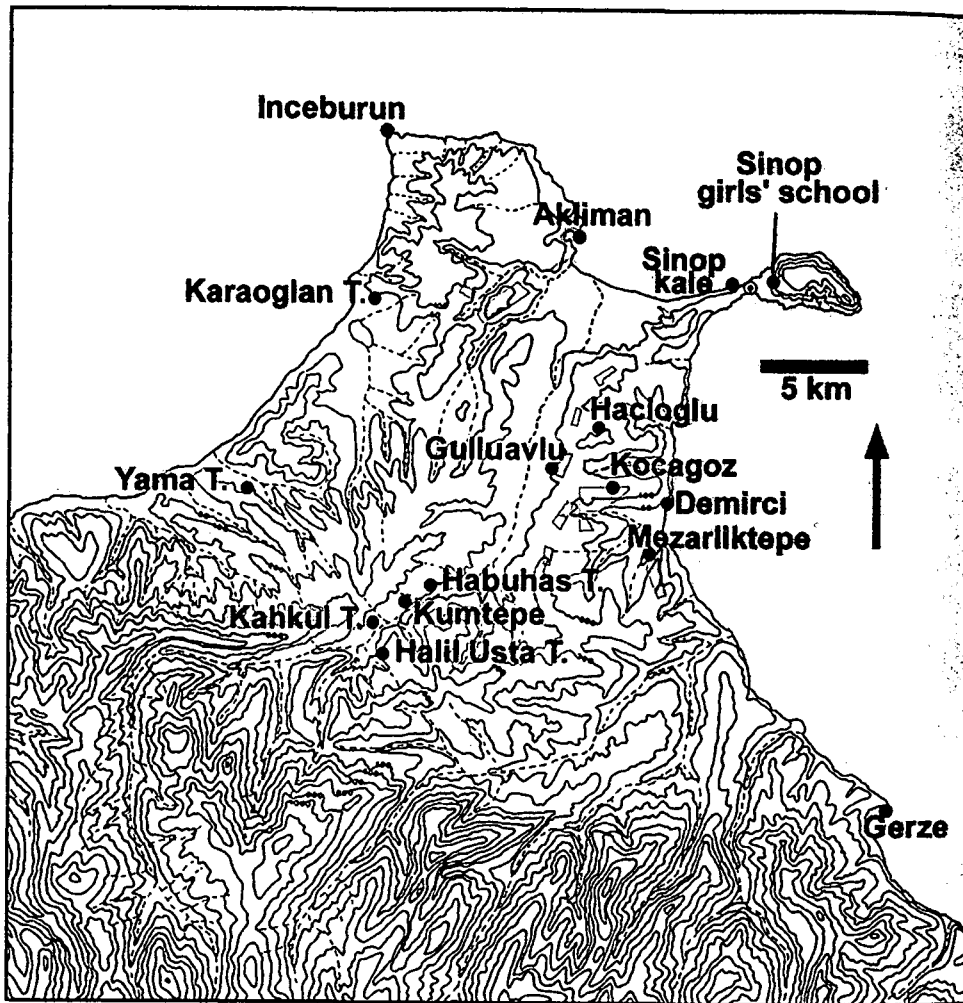 Inceburun
Sinop
girls' school
Akliman
Sinop
kale
Karaoglan T.
5 km
Hacloglu
Gulluavlu
Kocagoz
Yama T.
Demirci
Mezarliktepe
Habuhas T.
Kumtepe
Kahkul T.
Halil Usta T.
Gerze